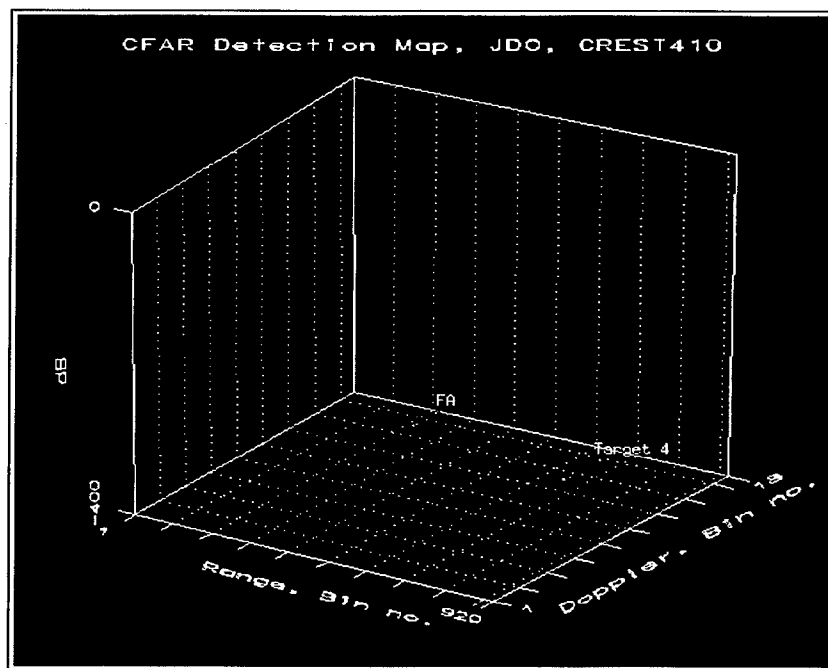 CFAR Detection Map, JDO, CREST410
0
dB
-400
FA
Target 4
1
Range, Bin no.
920
1
Doppler, Bin no.